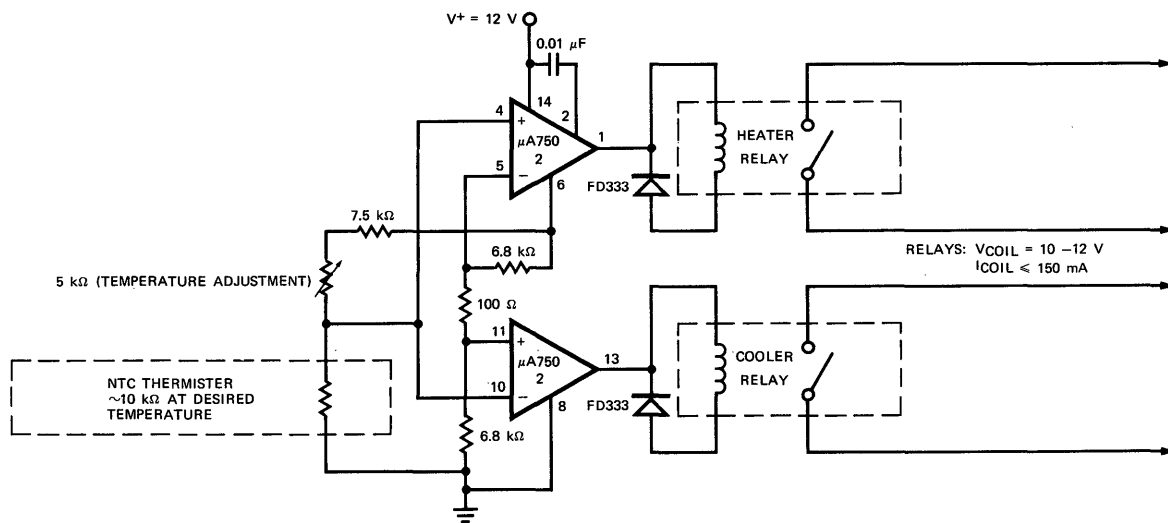 V+ = 12 V
0.01 µF
14
2
4
+
µA750
2
1
5
−
6
HEATER
RELAY
FD333
7.5 kΩ
6.8 kΩ
RELAYS: VCOIL = 10 –12 V
ICOIL ≤ 150 mA
5 kΩ (TEMPERATURE ADJUSTMENT)
100 Ω
11
+
µA750
2
13
10
−
8
COOLER
RELAY
FD333
NTC THERMISTER
~10 kΩ AT DESIRED
TEMPERATURE
6.8 kΩ